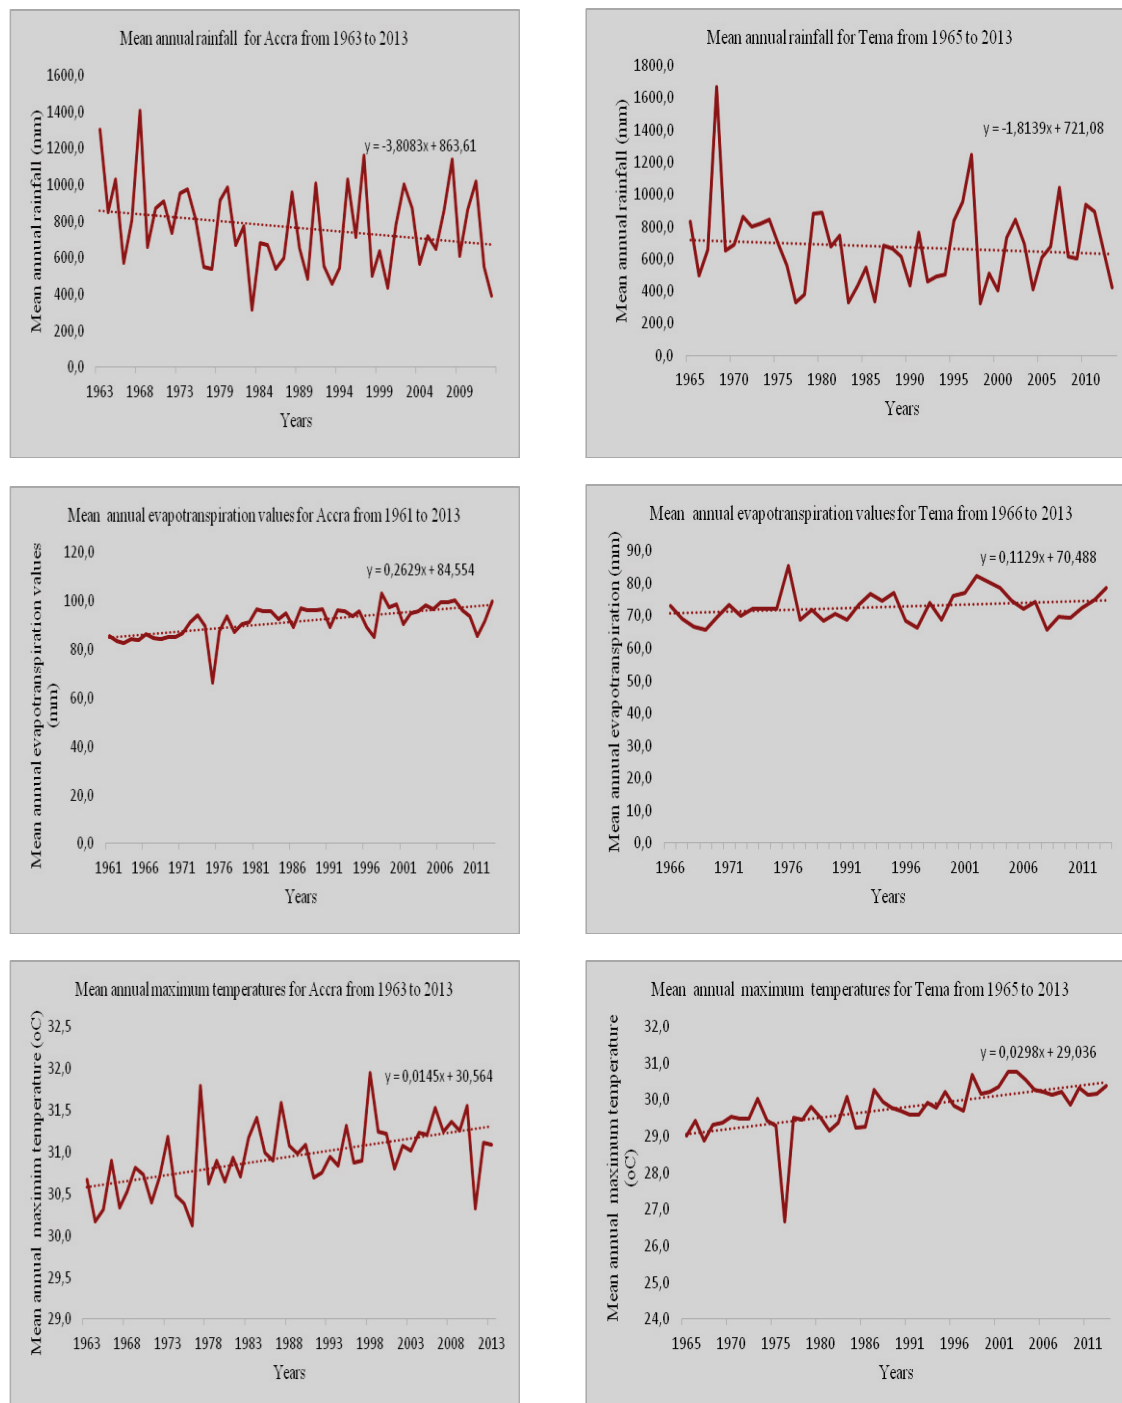 Mean annual rainfall for Accra from 1963 to 2013
Mean annual rainfall (mm)
1600,0
1400,0
1200,0
1000,0
800,0
600,0
400,0
200,0
0,0
y = -3,8083x + 863,61
1963 1968 1973 1979 1984 1989 1994 1999 2004 2009
Years
Mean annual rainfall for Tema from 1965 to 2013
Mean annual rainfall (mm)
1800,0
1600,0
1400,0
1200,0
1000,0
800,0
600,0
400,0
200,0
0,0
y = -1,8139x + 721,08
1965 1970 1975 1980 1985 1990 1995 2000 2005 2010
Years
Mean annual evapotranspiration values for Accra from 1961 to 2013
Mean annual evapotranspiration values
(mm)
120,0
100,0
80,0
60,0
40,0
20,0
0,0
y = 0,2629x + 84,554
1961 1966 1971 1976 1981 1986 1991 1996 2001 2006 2011
Years
Mean annual evapotranspiration values for Tema from 1966 to 2013
Mean annual evapotranspiration (mm)
90,0
80,0
70,0
60,0
50,0
40,0
30,0
20,0
10,0
0,0
y = 0,1129x + 70,488
1966 1971 1976 1981 1986 1991 1996 2001 2006 2011
Years
Mean annual maximum temperatures for Accra from 1963 to 2013
Mean annual maximim temperature (oC)
32,5
32,0
31,5
31,0
30,5
30,0
29,5
29,0
y = 0,0145x + 30,564
1963 1968 1973 1978 1983 1988 1993 1998 2003 2008 2013
Years
Mean annual maximum temperatures for Tema from 1965 to 2013
Mean annual maximum temperature
(oC)
32,0
31,0
30,0
29,0
28,0
27,0
26,0
25,0
24,0
y = 0,0298x + 29,036
1965 1970 1975 1980 1986 1991 1996 2001 2006 2011
Years